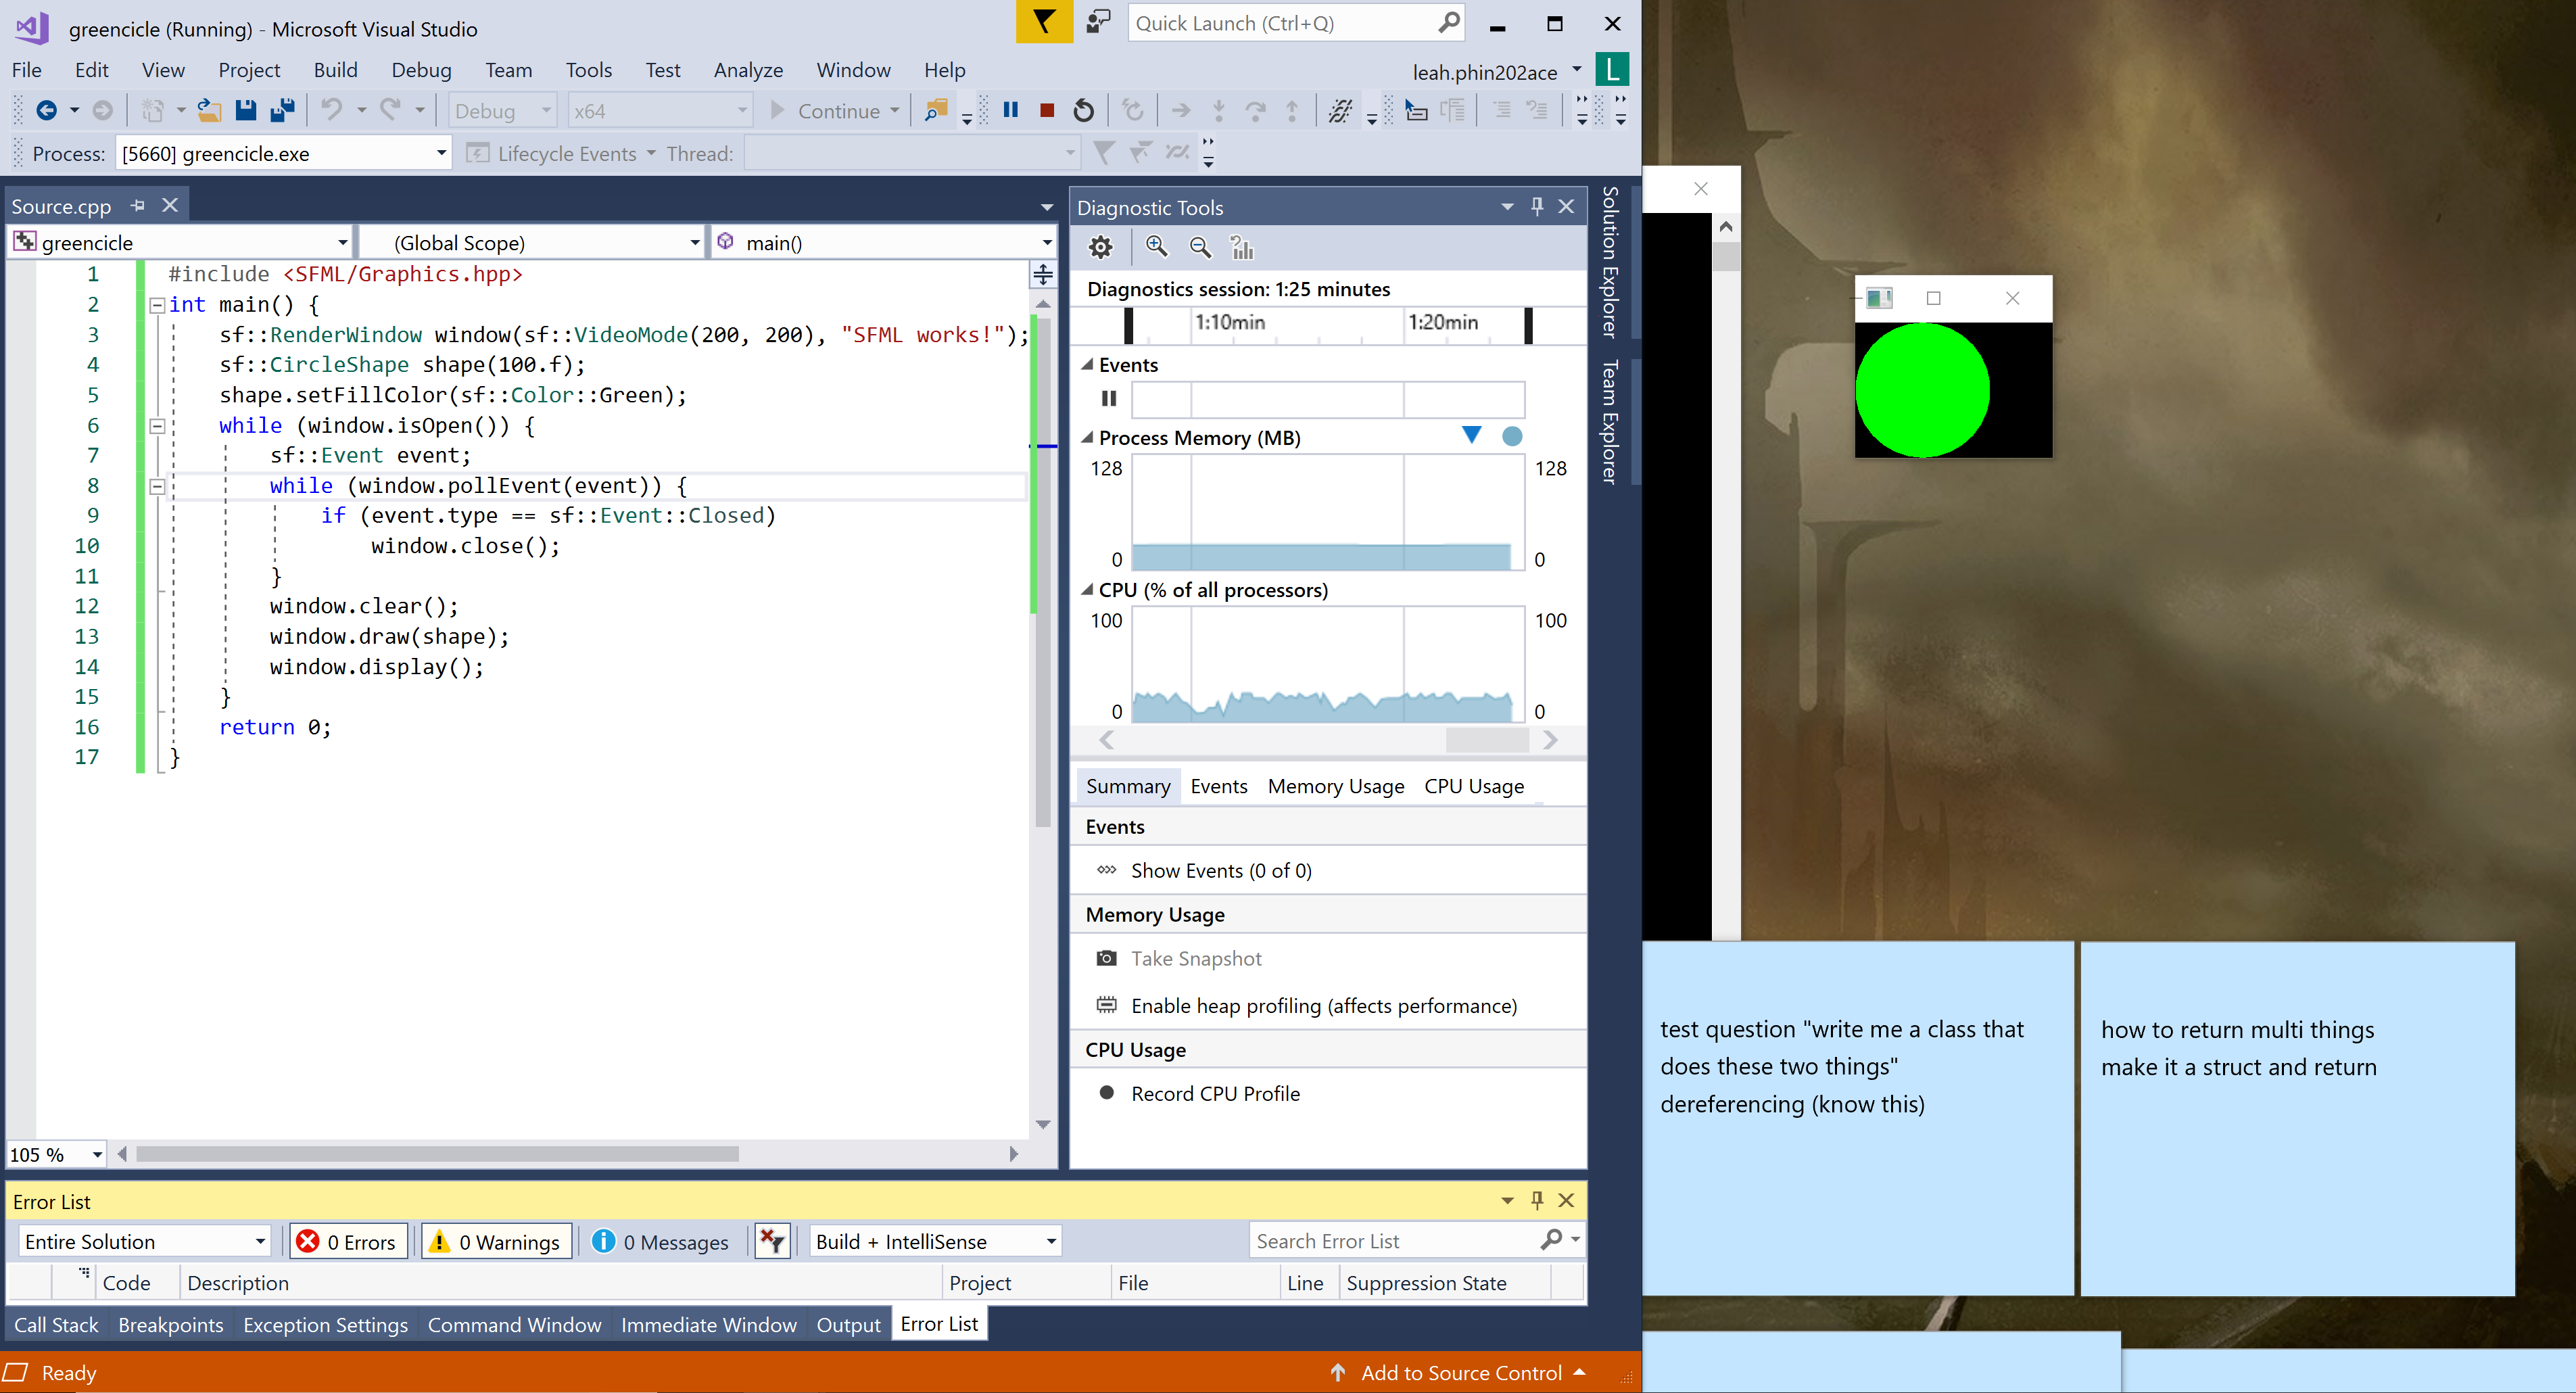 greencicle (Running) - Microsoft Visual Studio
Quick Launch (Ctrl+Q)
File Edit View Project Build Debug Team Tools Test Analyze Window Help
leah.phin202ace L
Debug x64 Continue
Process: [5660] greencicle.exe Lifecycle Events Thread:
Source.cpp
greencicle (Global Scope) main()
1 #include <SFML/Graphics.hpp>
2 int main() {
3 sf::RenderWindow window(sf::VideoMode(200, 200), "SFML works!");
4 sf::CircleShape shape(100.f);
5 shape.setFillColor(sf::Color::Green);
6 while (window.isOpen()) {
7 sf::Event event;
8 while (window.pollEvent(event)) {
9 if (event.type == sf::Event::Closed)
10 window.close();
11 }
12 window.clear();
13 window.draw(shape);
14 window.display();
15 }
16 return 0;
17 }
105 %
Diagnostic Tools
Diagnostics session: 1:25 minutes
1:10min 1:20min
Events
Process Memory (MB)
128 128
0 0
CPU (% of all processors)
100 100
0 0
Summary Events Memory Usage CPU Usage
Events
Show Events (0 of 0)
Memory Usage
Take Snapshot
Enable heap profiling (affects performance)
CPU Usage
Record CPU Profile
Solution Explorer
Team Explorer
Error List
Entire Solution 0 Errors 0 Warnings 0 Messages Build + IntelliSense Search Error List
Code Description Project File Line Suppression State
Call Stack Breakpoints Exception Settings Command Window Immediate Window Output Error List
Ready Add to Source Control
test question "write me a class that
does these two things"
dereferencing (know this)
how to return multi things
make it a struct and return